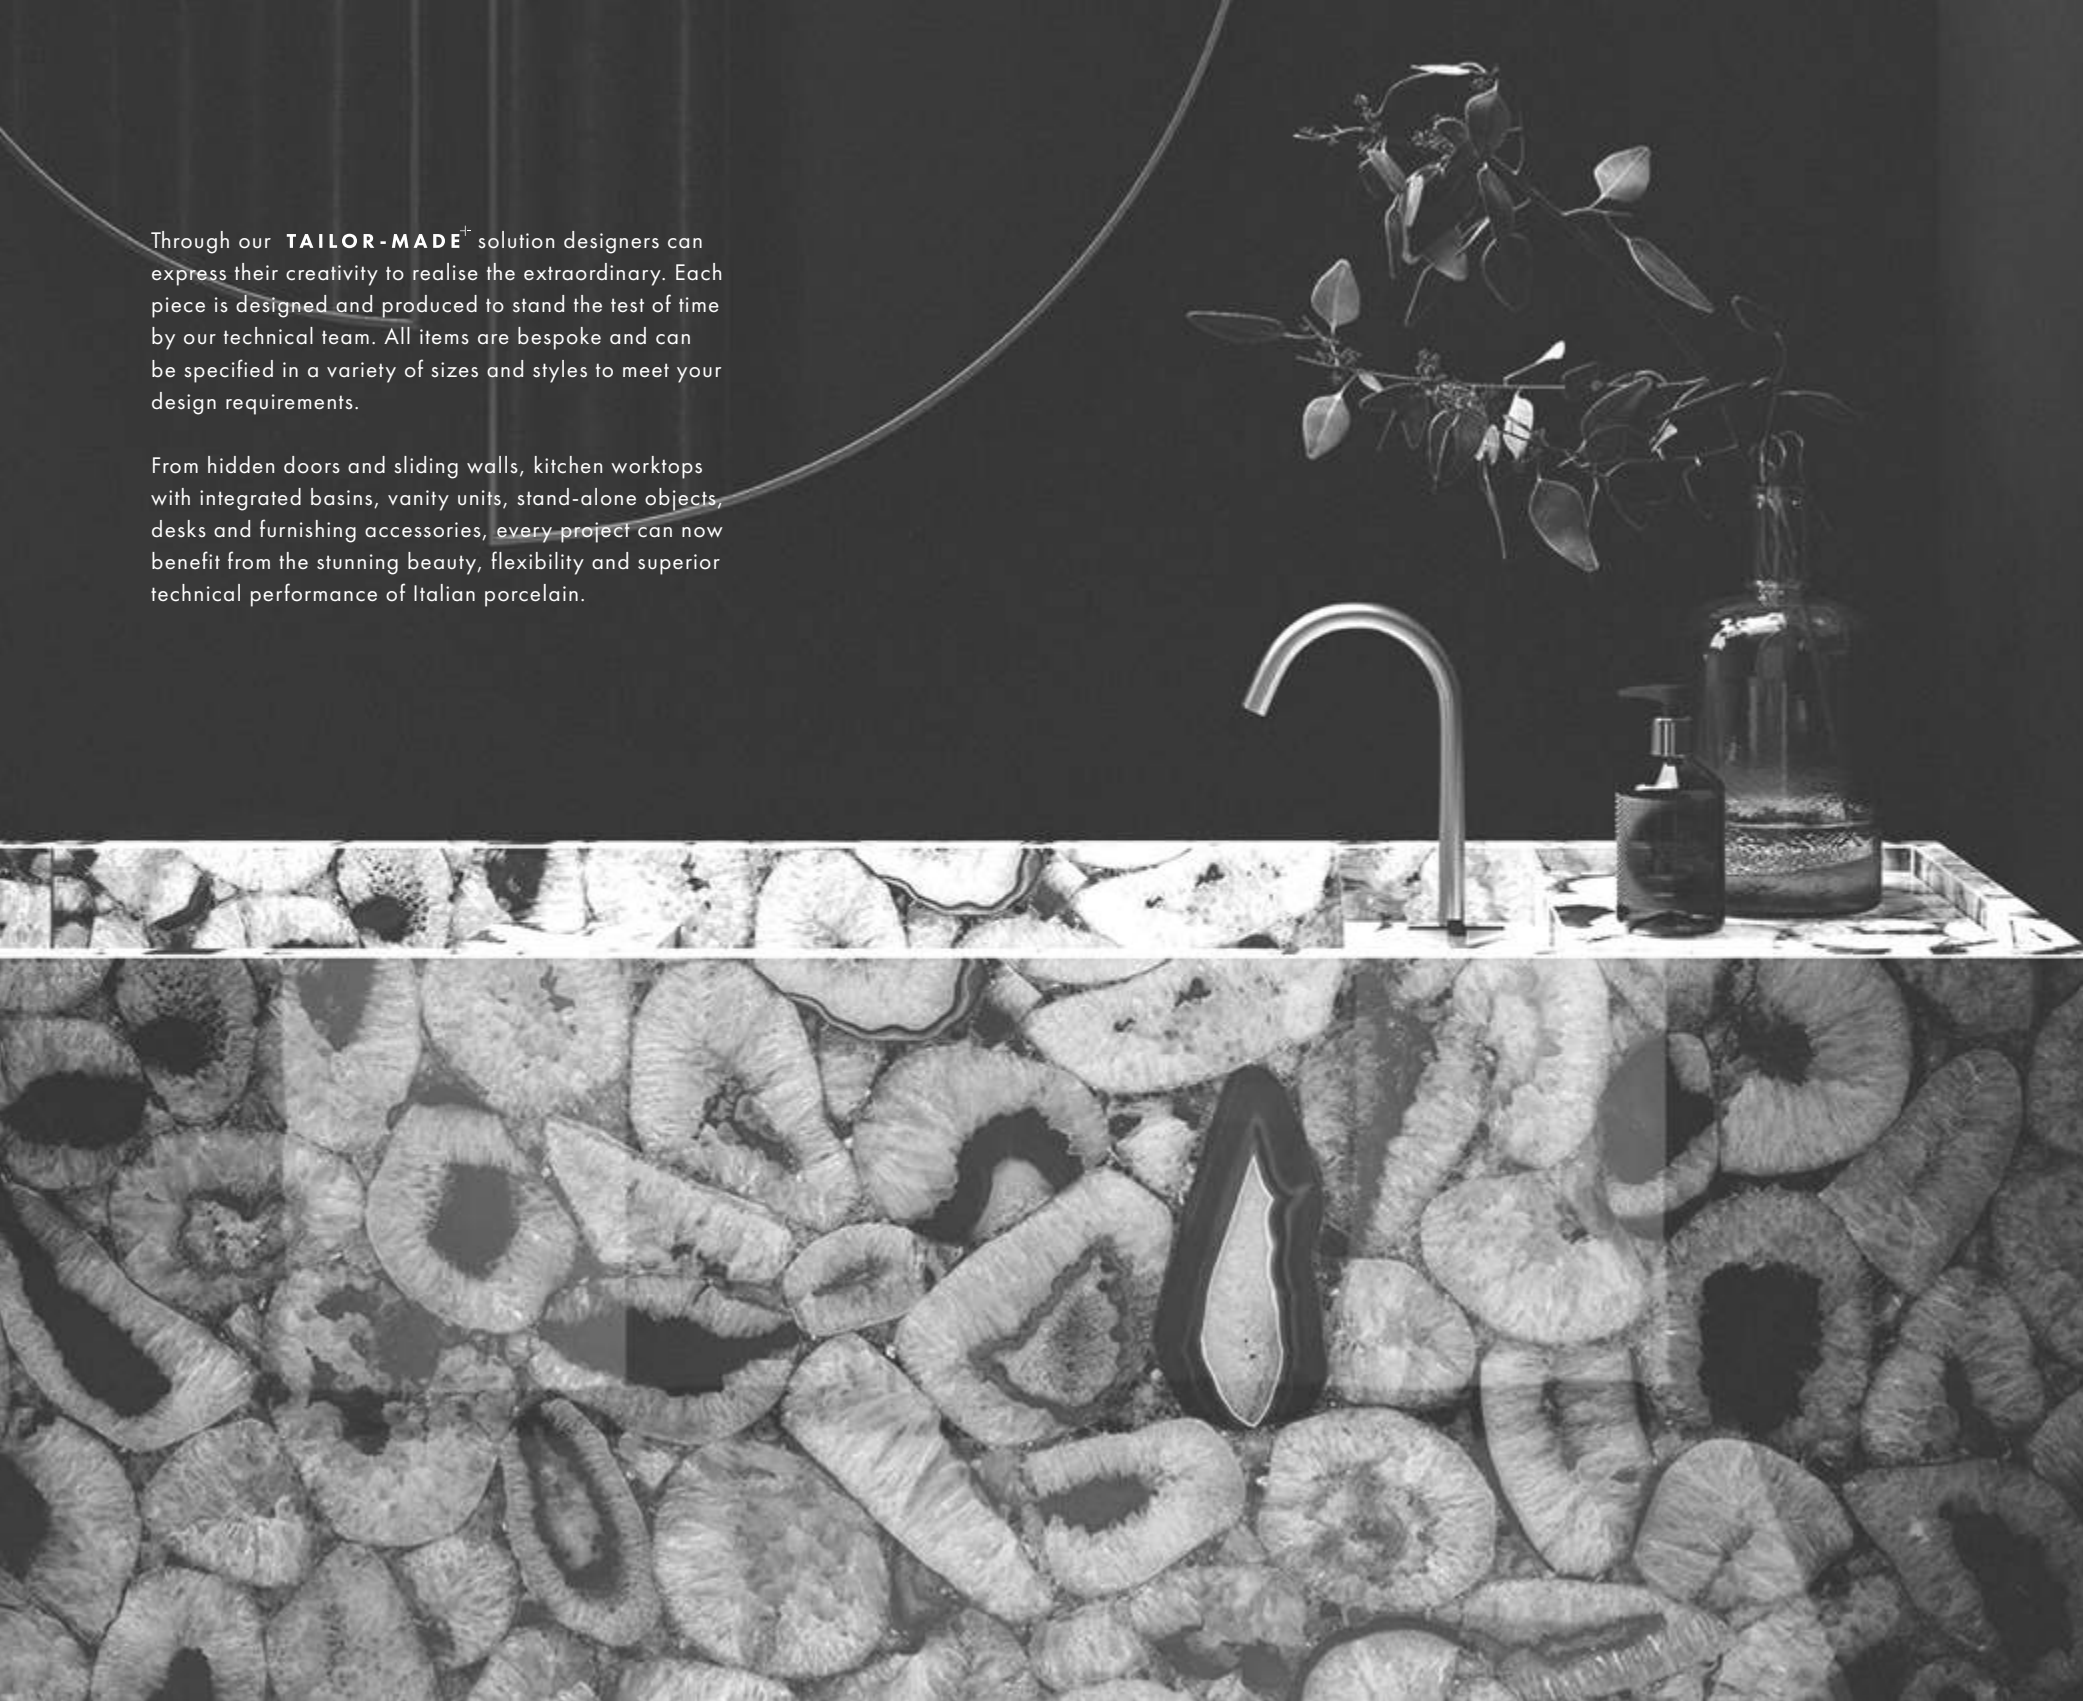 Through our TAILOR-MADE+ solution designers can
express their creativity to realise the extraordinary. Each
piece is designed and produced to stand the test of time
by our technical team. All items are bespoke and can
be specified in a variety of sizes and styles to meet your
design requirements.
From hidden doors and sliding walls, kitchen worktops
with integrated basins, vanity units, stand-alone objects,
desks and furnishing accessories, every project can now
benefit from the stunning beauty, flexibility and superior
technical performance of Italian porcelain.